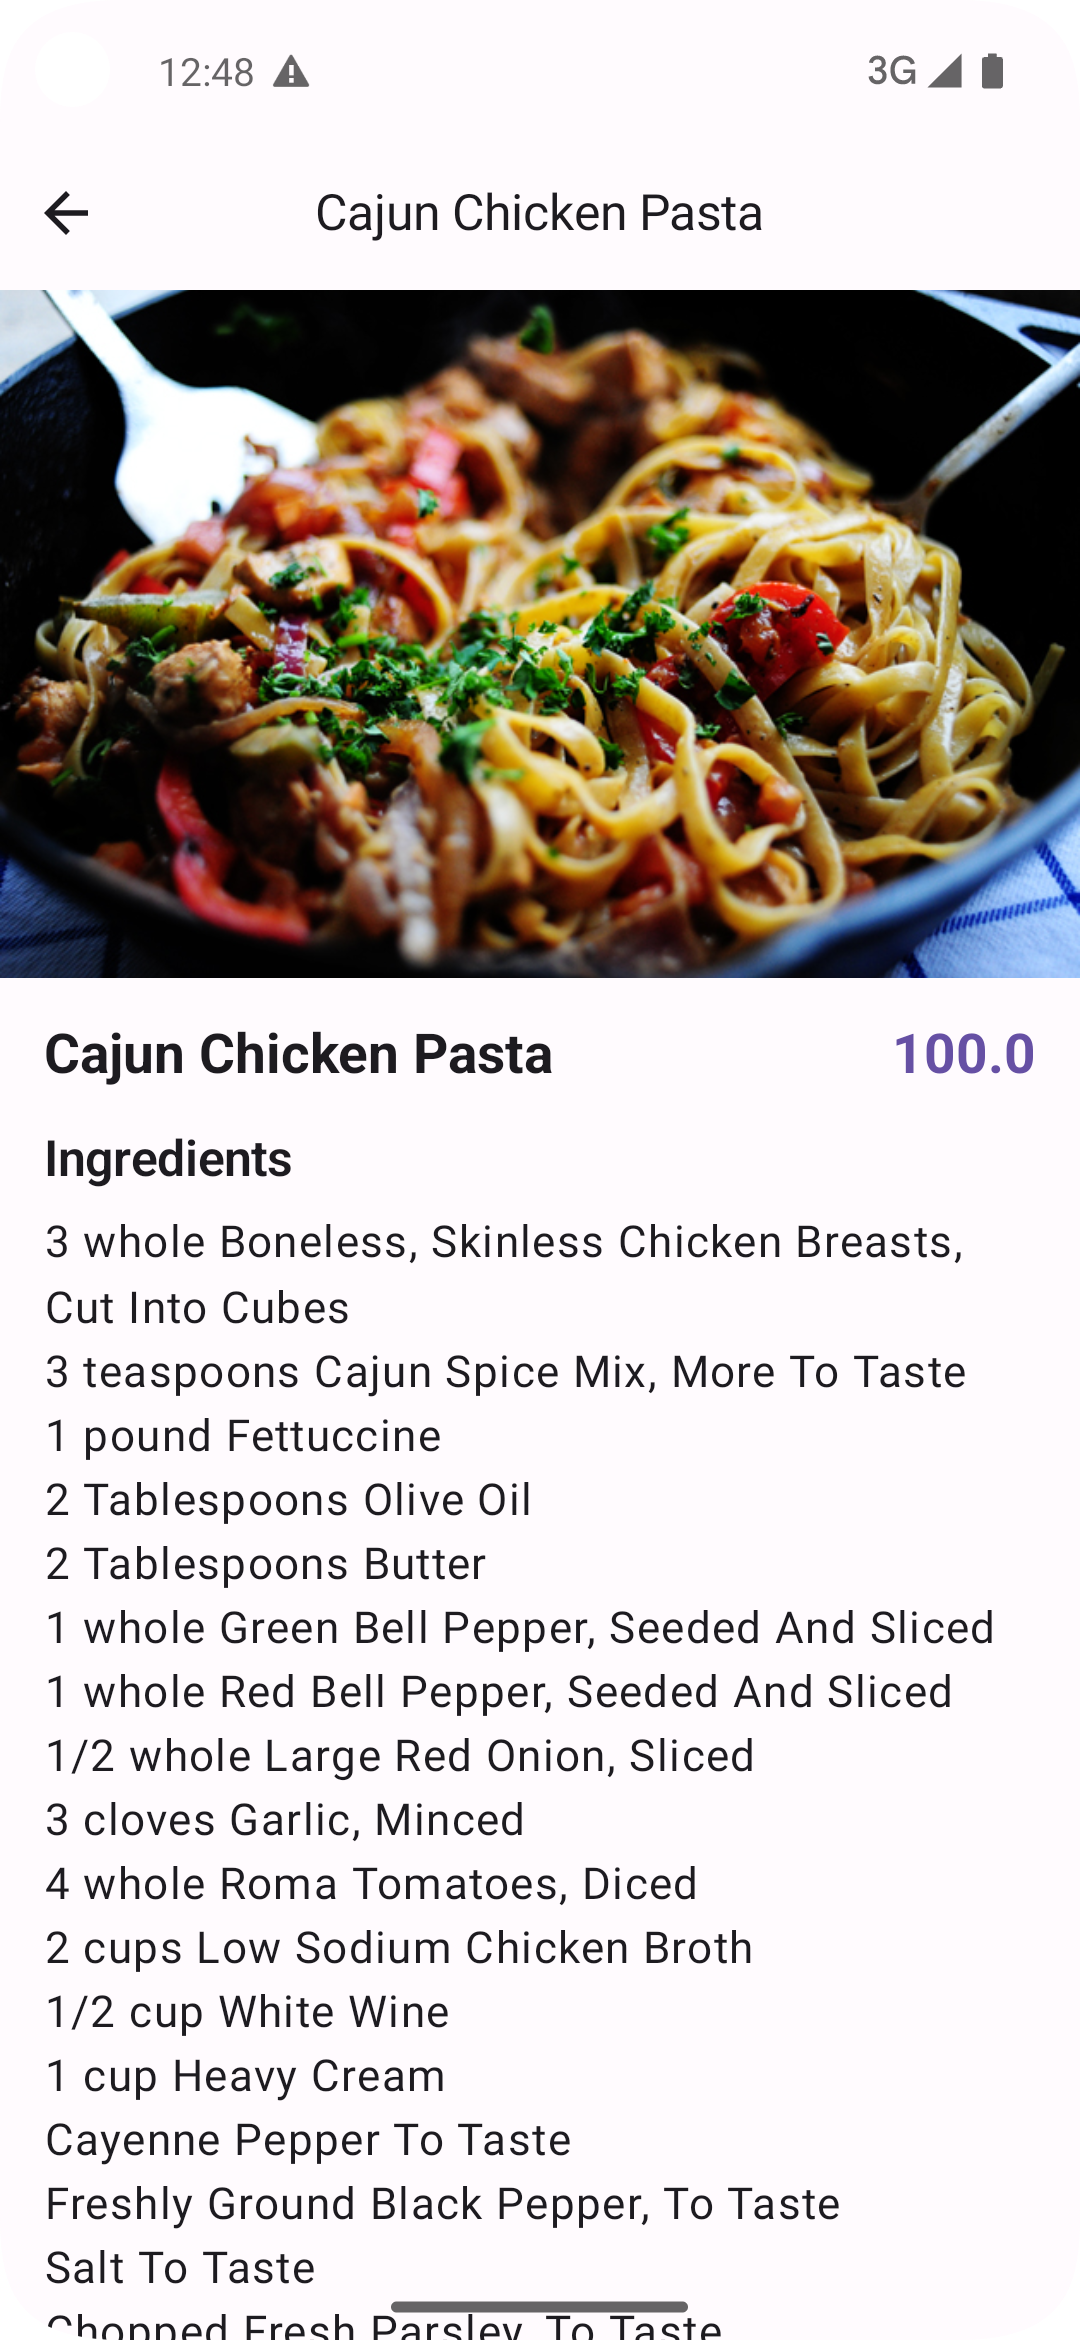 12:48
3G
Cajun Chicken Pasta
Cajun Chicken Pasta
100.0
Ingredients
3 whole Boneless, Skinless Chicken Breasts,
Cut Into Cubes
3 teaspoons Cajun Spice Mix, More To Taste
1 pound Fettuccine
2 Tablespoons Olive Oil
2 Tablespoons Butter
1 whole Green Bell Pepper, Seeded And Sliced
1 whole Red Bell Pepper, Seeded And Sliced
1/2 whole Large Red Onion, Sliced
3 cloves Garlic, Minced
4 whole Roma Tomatoes, Diced
2 cups Low Sodium Chicken Broth
1/2 cup White Wine
1 cup Heavy Cream
Cayenne Pepper To Taste
Freshly Ground Black Pepper, To Taste
Salt To Taste
Chopped Fresh Parsley, To Taste